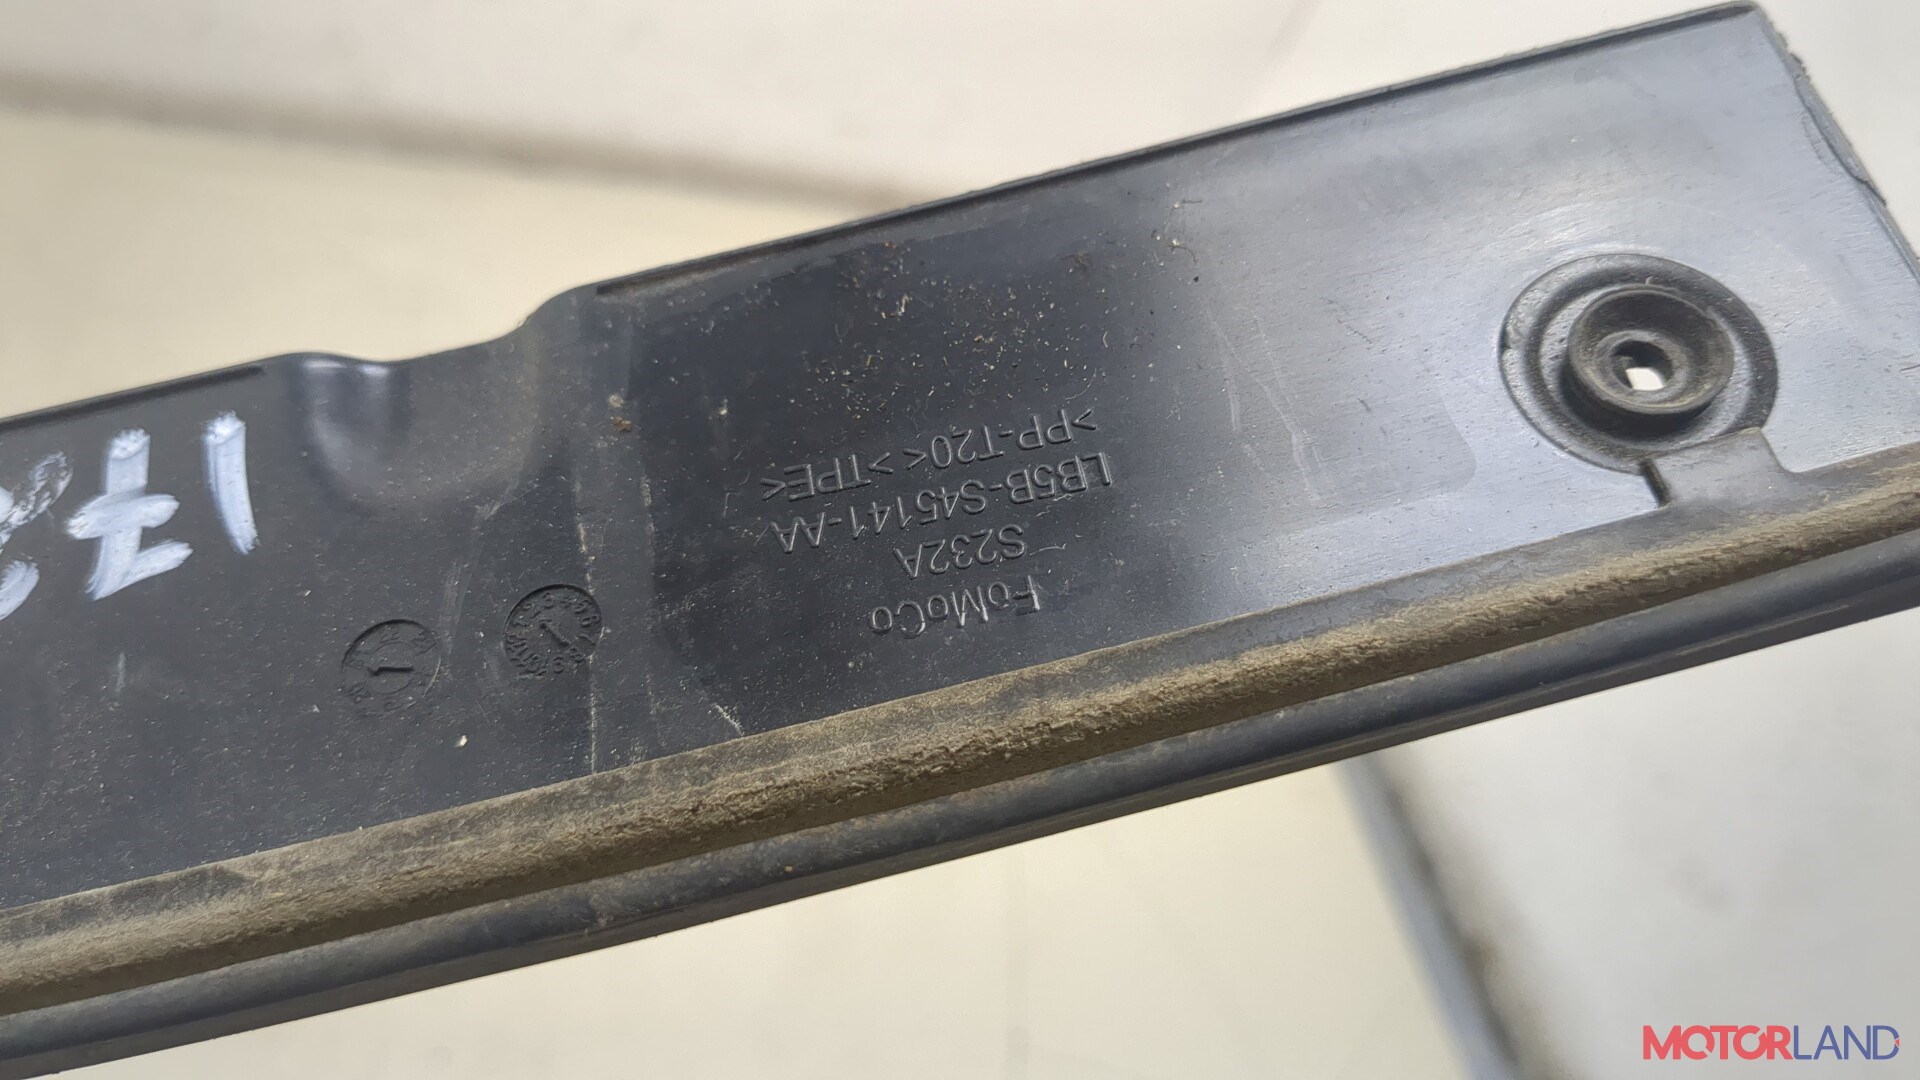 FoMoCo
S232A
LB5B-S45141-AA
>PP-T20< >TPE<
MOTORLAND